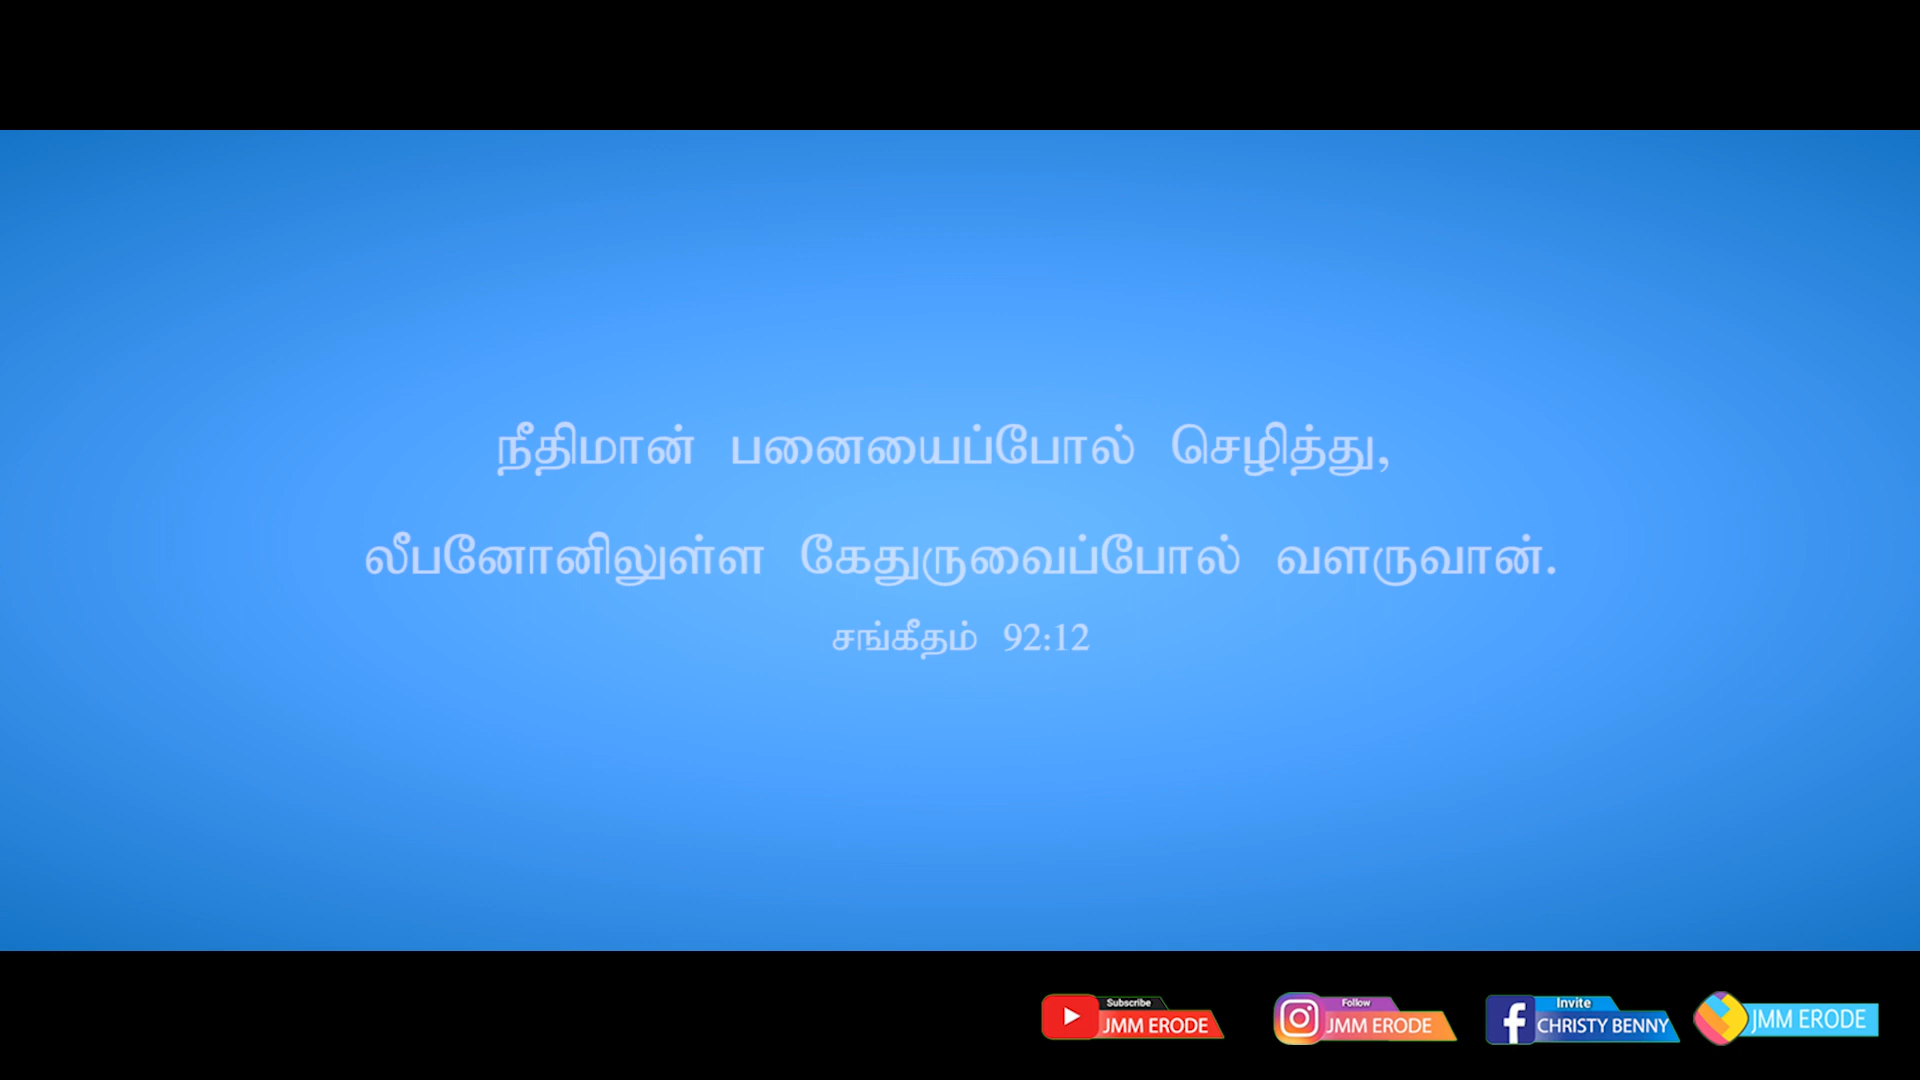 நீதிமான் பனையைப்போல் செழித்து,
லீபனோனிலுள்ள கேதுருவைப்போல் வளருவான்.
சங்கீதம் 92:12
Subscribe
JMM ERODE
Follow
JMM ERODE
Invite
CHRISTY BENNY
JMM ERODE